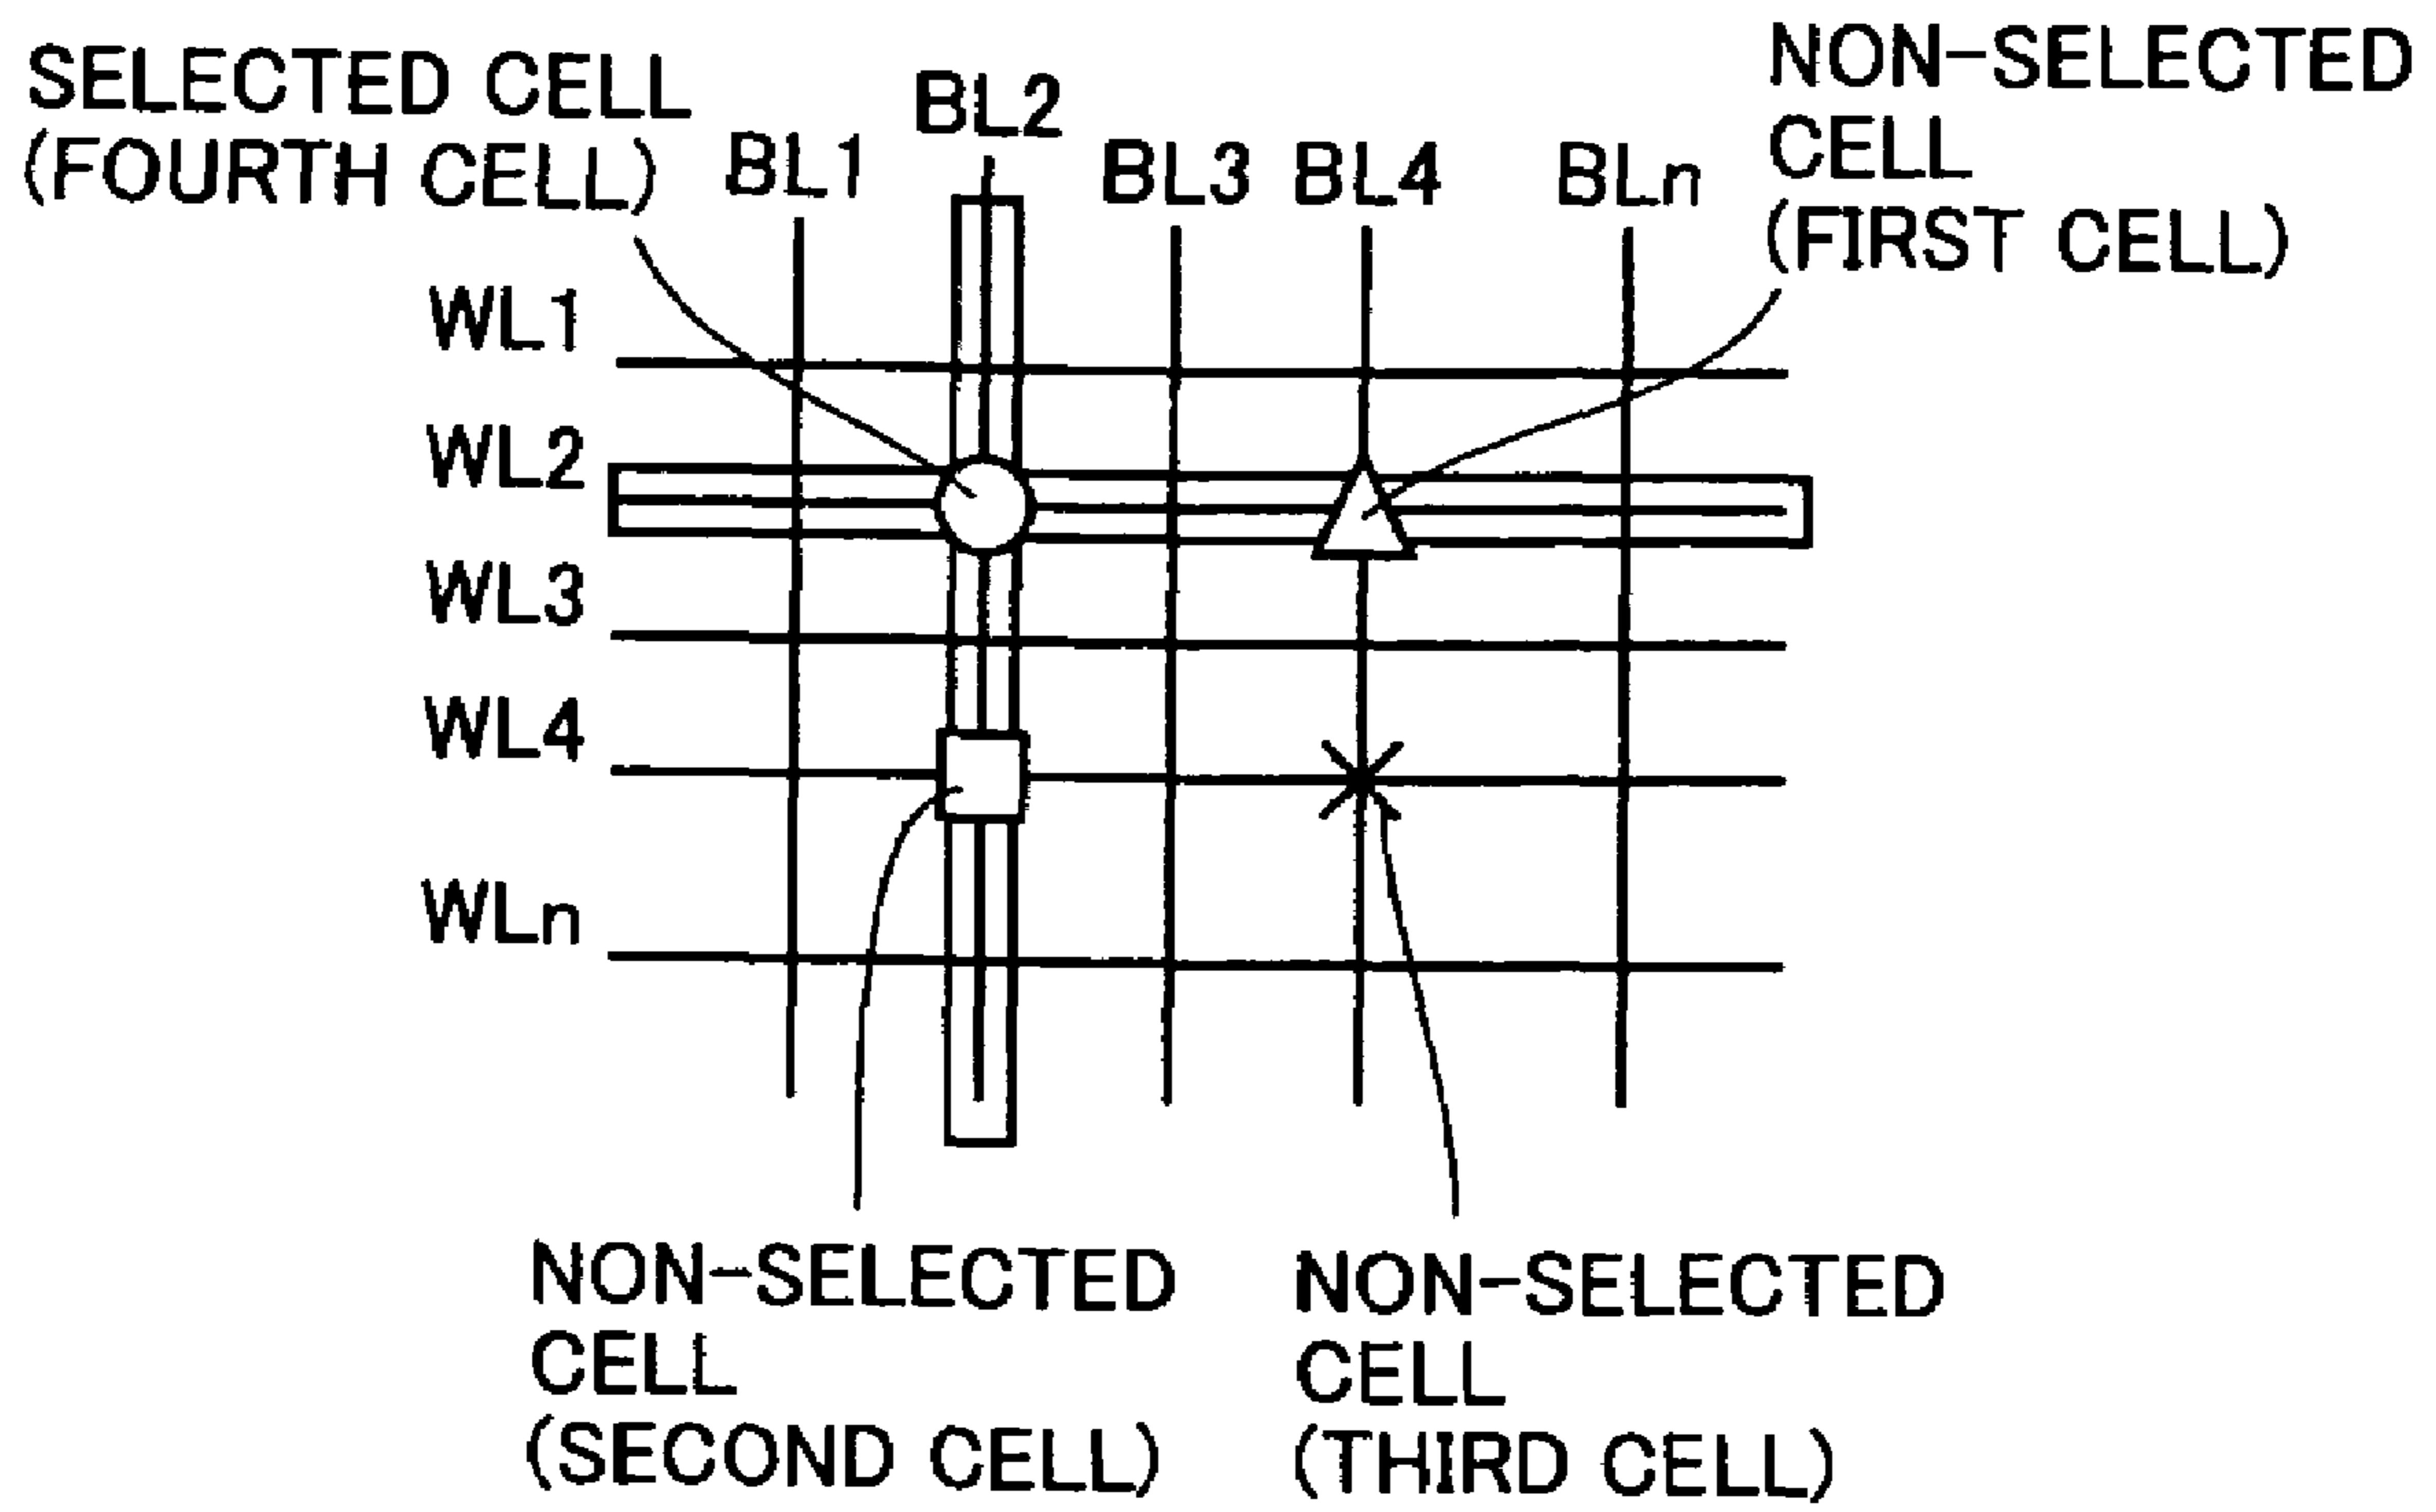 SELECTED CELL
(FOURTH CELL)
BL1
BL2
BL3
BL4
BLn
NON-SELECTED
CELL
(FIRST CELL)
WL1
WL2
WL3
WL4
WLn
NON-SELECTED
CELL
(SECOND CELL)
NON-SELECTED
CELL
(THIRD CELL)